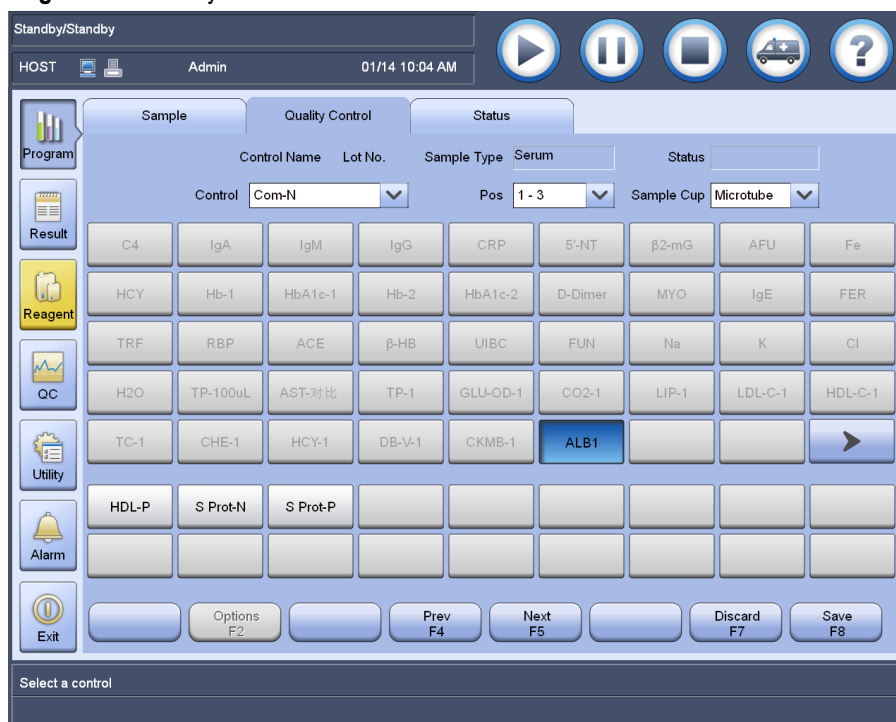 Standby/Standby
HOST Admin 01/14 10:04 AM
Sample Quality Control Status
Program
Control Name Lot No. Sample Type Serum Status
Control Com-N Pos 1 - 3 Sample Cup Microtube
Result
C4 IgA IgM IgG CRP 5'-NT β2-mG AFU Fe
HCY Hb-1 HbA1c-1 Hb-2 HbA1c-2 D-Dimer MYO IgE FER
Reagent
TRF RBP ACE β-HB UIBC FUN Na K Cl
H2O TP-100uL AST-对比 TP-1 GLU-OD-1 CO2-1 LIP-1 LDL-C-1 HDL-C-1
QC
TC-1 CHE-1 HCY-1 DB-V-1 CKMB-1 ALB1
Utility
HDL-P S Prot-N S Prot-P
Alarm
Options Prev Next Discard Save
F2 F4 F5 F7 F8
Exit
Select a control